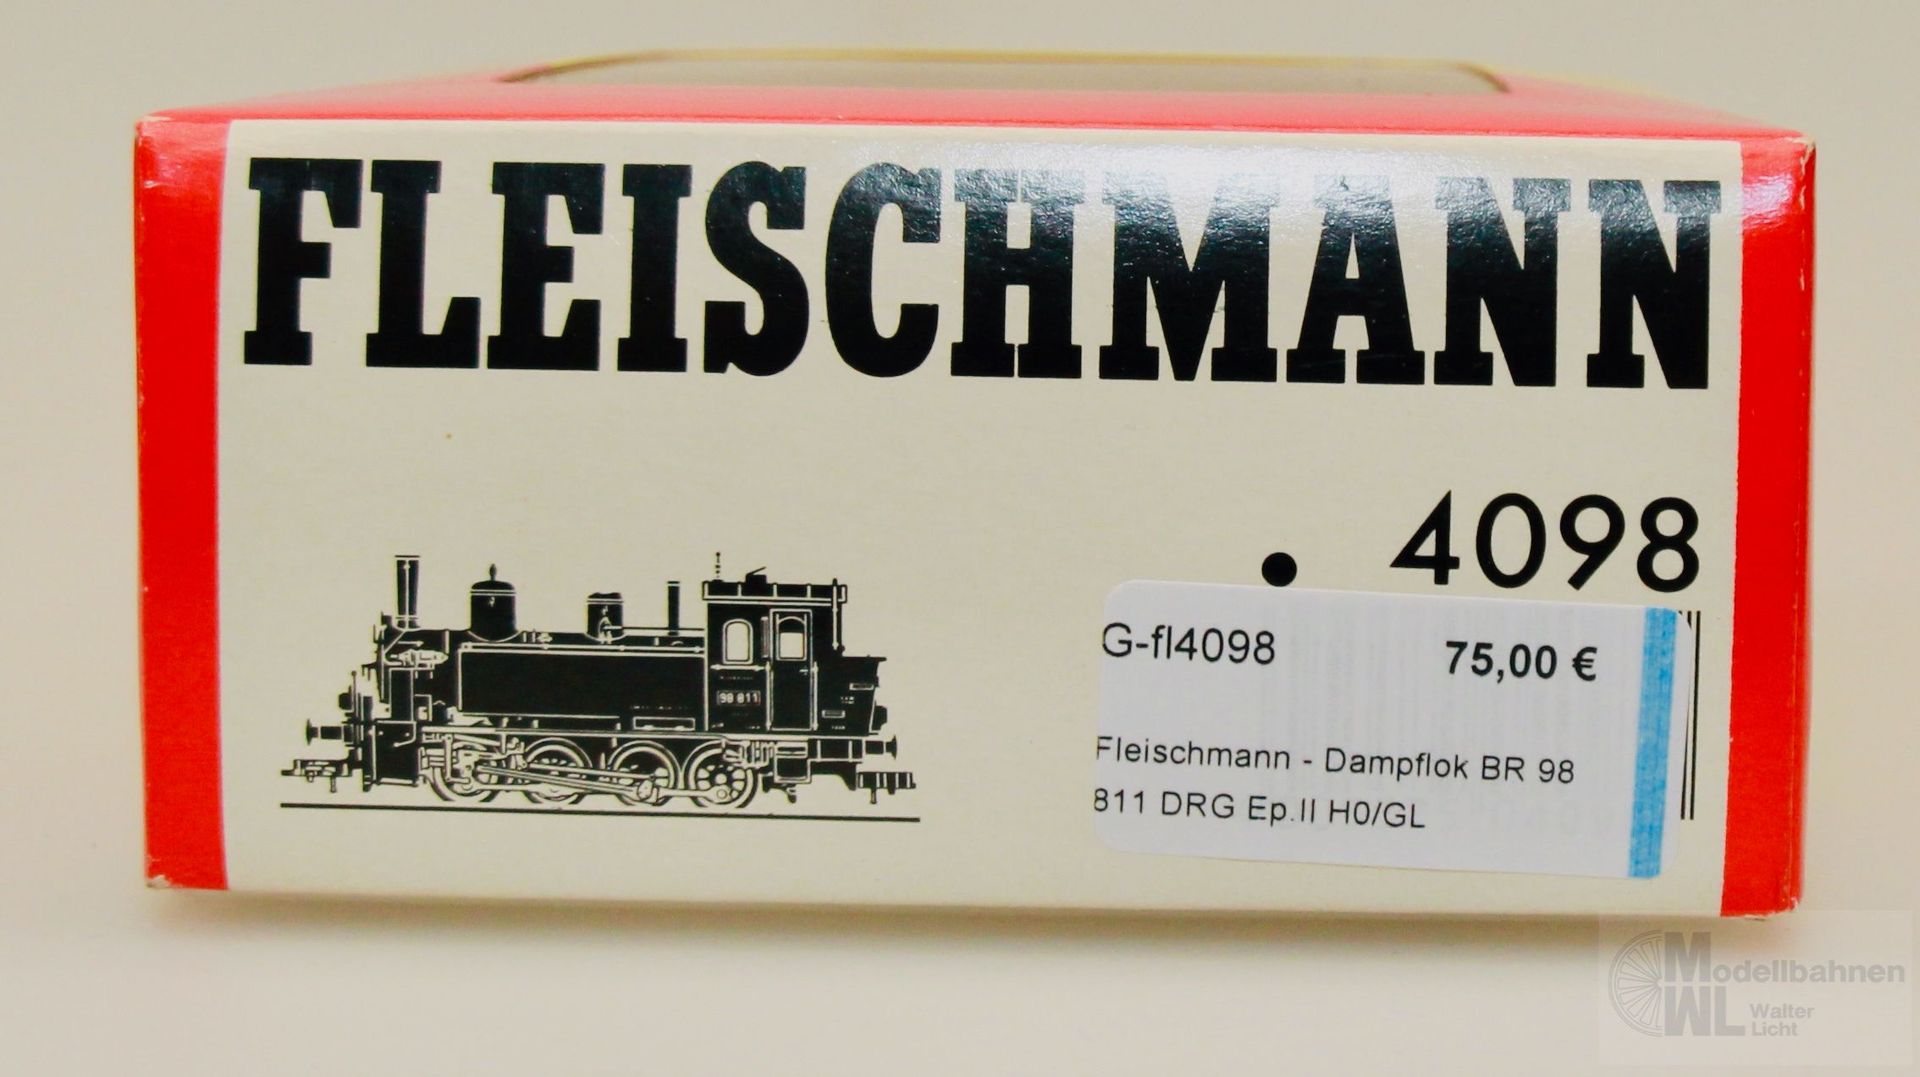 FLEISCHMANN
4098
G-fl4098 75,00 €
98 811
Fleischmann - Dampflok BR 98
811 DRG Ep.II H0/GL
Modellbahnen
WL Walter
Licht